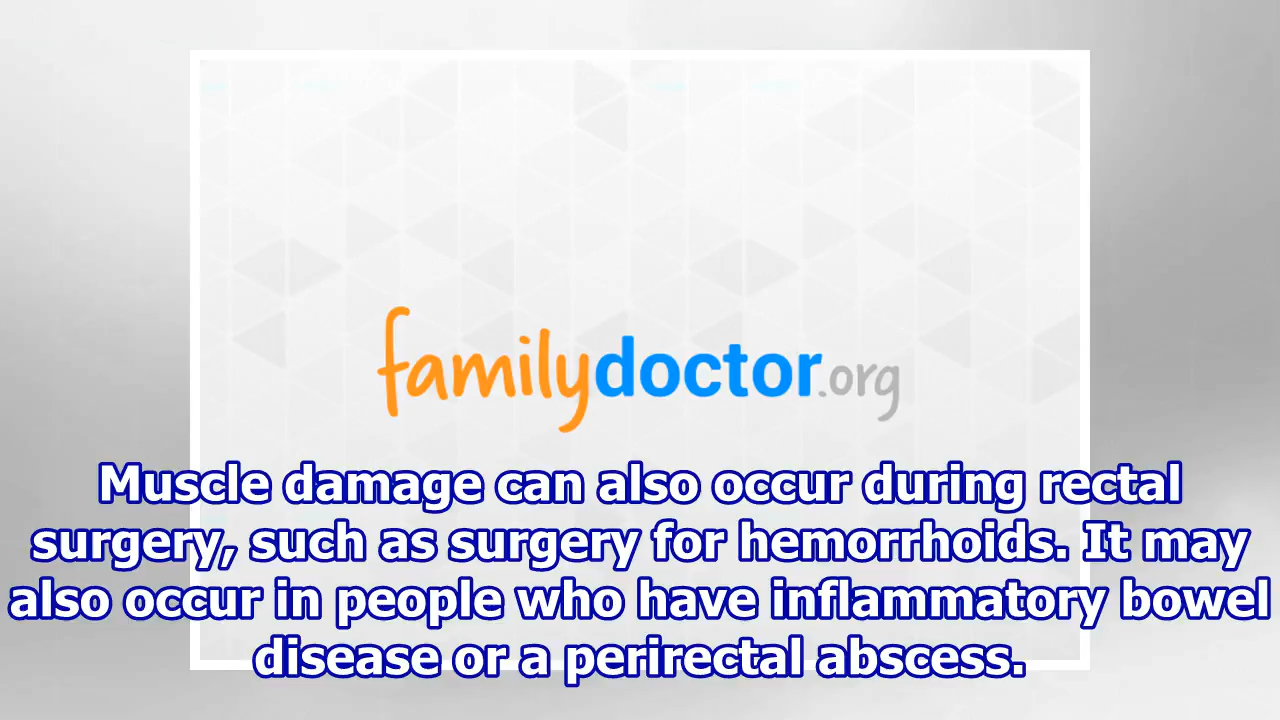 familydoctor.org
Muscle damage can also occur during rectal
surgery, such as surgery for hemorrhoids. It may
also occur in people who have inflammatory bowel
disease or a perirectal abscess.